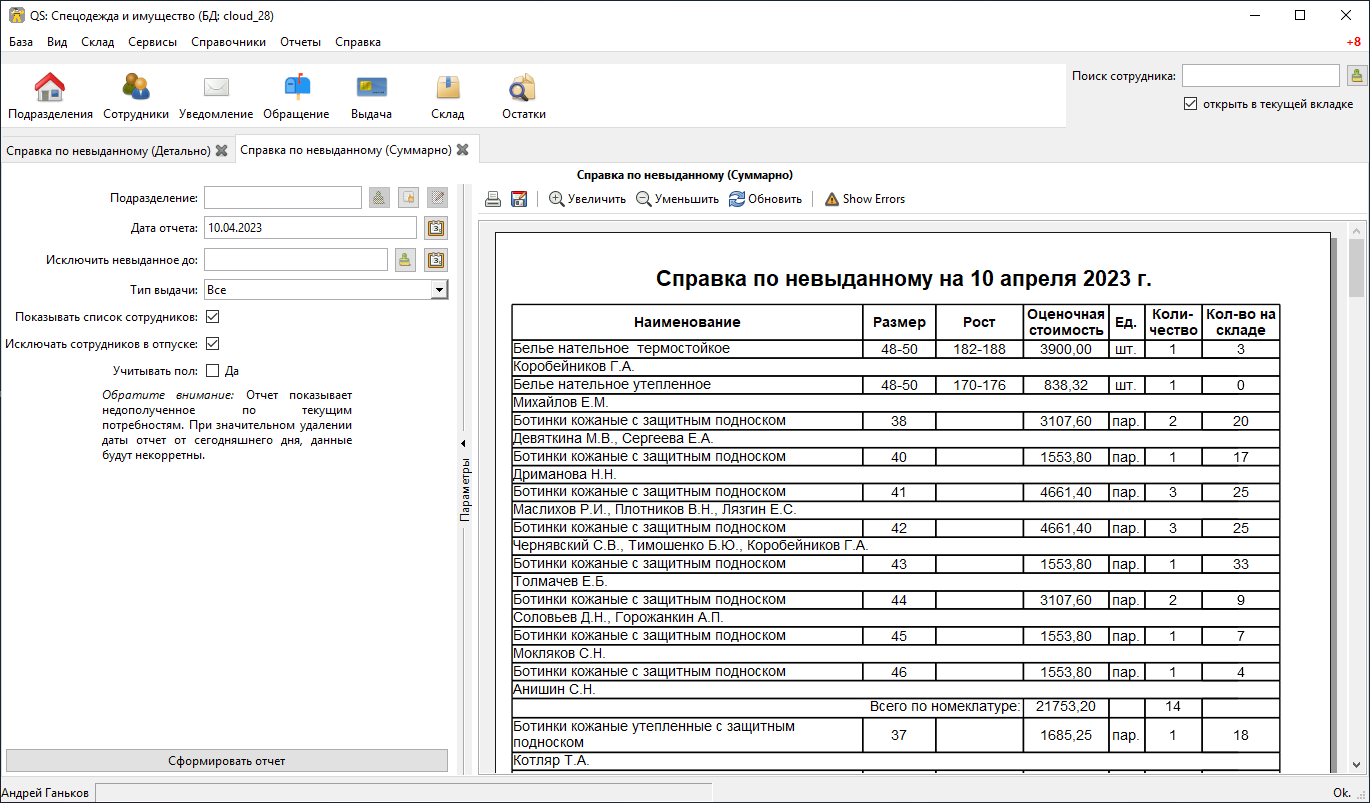 QS: Спецодежда и имущество (БД: cloud_28)
База Вид Склад Сервисы Справочники Отчеты Справка +8
Подразделения Сотрудники Уведомление Обращение Выдача Склад Остатки
Поиск сотрудника:
открыть в текущей вкладке
Справка по невыданному (Детально) Справка по невыданному (Суммарно)
Подразделение:
Дата отчета: 10.04.2023
Исключить невыданное до:
Тип выдачи: Все
Показывать список сотрудников:
Исключать сотрудников в отпуске:
Учитывать пол: Да
Обратите внимание: Отчет показывает
недополученное по текущим
потребностям. При значительном удалении
даты отчет от сегодняшнего дня, данные
будут некорретны.
Сформировать отчет
Параметры
Справка по невыданному (Суммарно)
Увеличить Уменьшить Обновить Show Errors
Справка по невыданному на 10 апреля 2023 г.
Наименование Размер Рост Оценочная стоимость Ед. Коли-чество Кол-во на складе
Белье нательное термостойкое 48-50 182-188 3900,00 шт. 1 3
Коробейников Г.А.
Белье нательное утепленное 48-50 170-176 838,32 шт. 1 0
Михайлов Е.М.
Ботинки кожаные с защитным подноском 38 3107,60 пар. 2 20
Девяткина М.В., Сергеева Е.А.
Ботинки кожаные с защитным подноском 40 1553,80 пар. 1 17
Дриманова Н.Н.
Ботинки кожаные с защитным подноском 41 4661,40 пар. 3 25
Маслихов Р.И., Плотников В.Н., Лязгин Е.С.
Ботинки кожаные с защитным подноском 42 4661,40 пар. 3 25
Чернявский С.В., Тимошенко Б.Ю., Коробейников Г.А.
Ботинки кожаные с защитным подноском 43 1553,80 пар. 1 33
Толмачев Е.Б.
Ботинки кожаные с защитным подноском 44 3107,60 пар. 2 9
Соловьев Д.Н., Горожанкин А.П.
Ботинки кожаные с защитным подноском 45 1553,80 пар. 1 7
Мокляков С.Н.
Ботинки кожаные с защитным подноском 46 1553,80 пар. 1 4
Анишин С.Н.
Всего по номеклатуре: 21753,20 14
Ботинки кожаные утепленные с защитным
подноском 37 1685,25 пар. 1 18
Котляр Т.А.
Андрей Ганьков Ok.